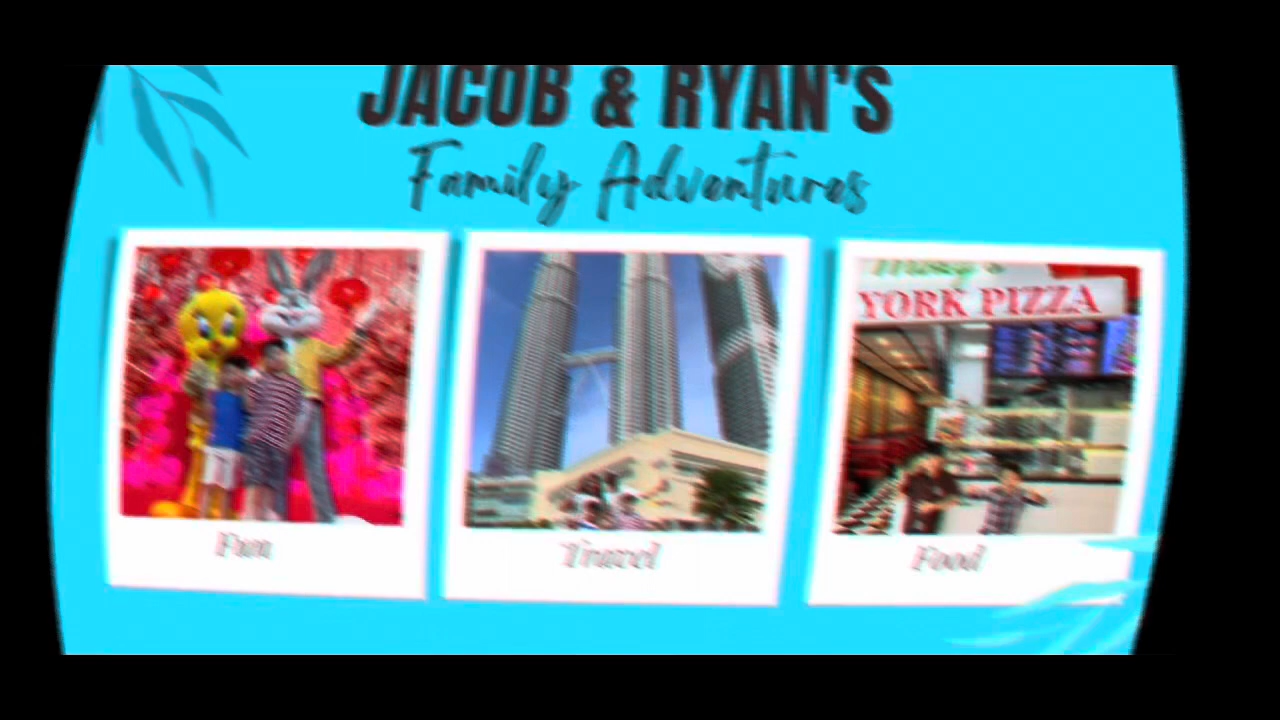 JACOB & RYAN'S
Family Adventures
YORK PIZZA
Fun
Travel
Food